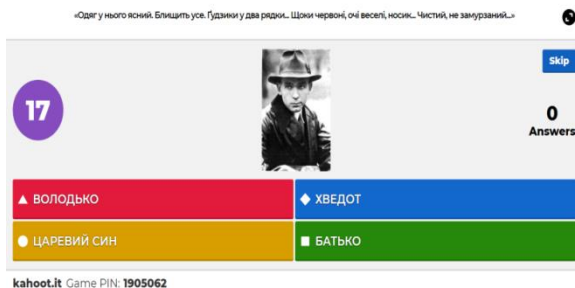 «Одяг у нього ясний. Блищить усе. Ґудзики у два рядки... Щоки червоні, очі веселі, носик... Чистий, не замурзаний...»
Skip
17
0
Answers
ВОЛОДЬКО
ХВЕДОТ
ЦАРЕВИЙ СИН
БАТЬКО
kahoot.it Game PIN: 1905062